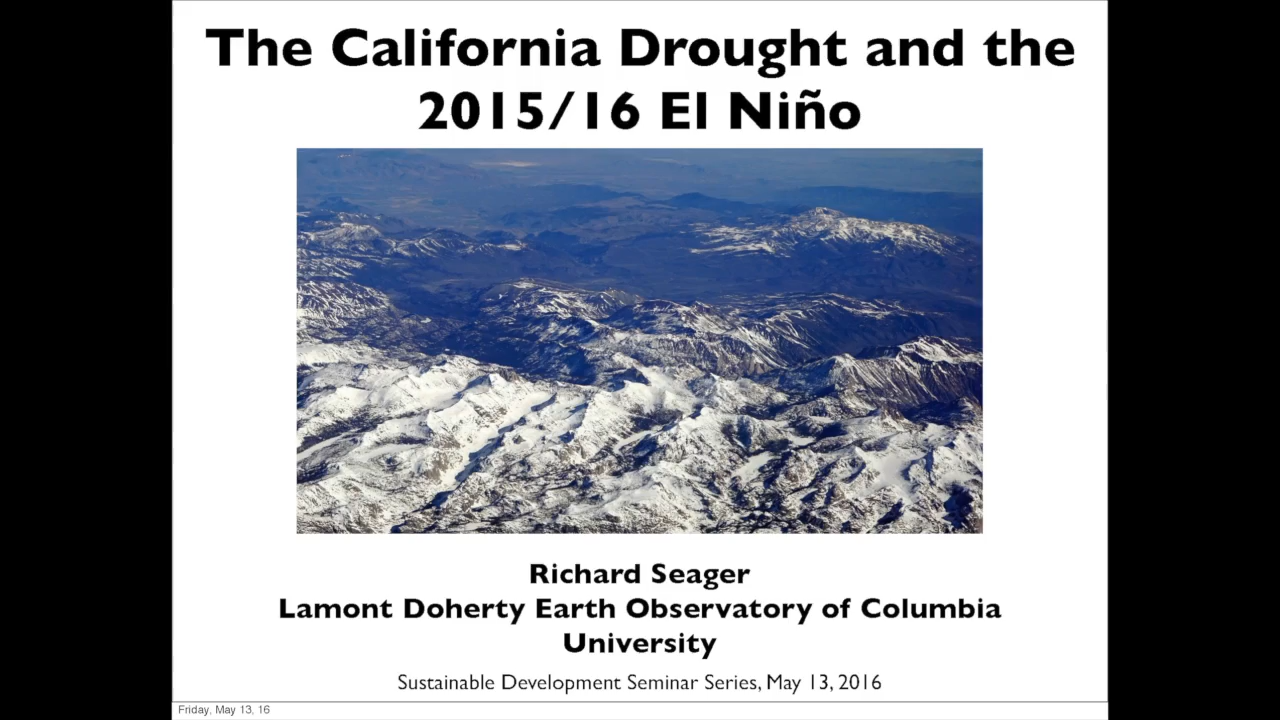 The California Drought and the
2015/16 El Niño
Richard Seager
Lamont Doherty Earth Observatory of Columbia
University
Sustainable Development Seminar Series, May 13, 2016
Friday, May 13, 16